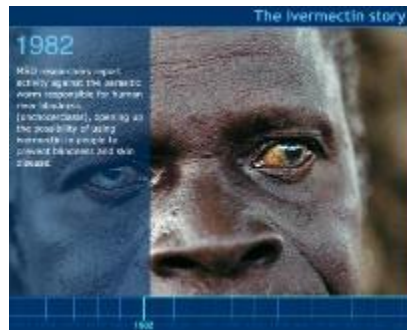 The ivermectin story
1982
MSD researchers report
activity against the parasitic
worm responsible for human
river blindness
(onchocerciasis), opening up
the possibility of using
ivermectin in people to
prevent blindness and skin
disease.
1982